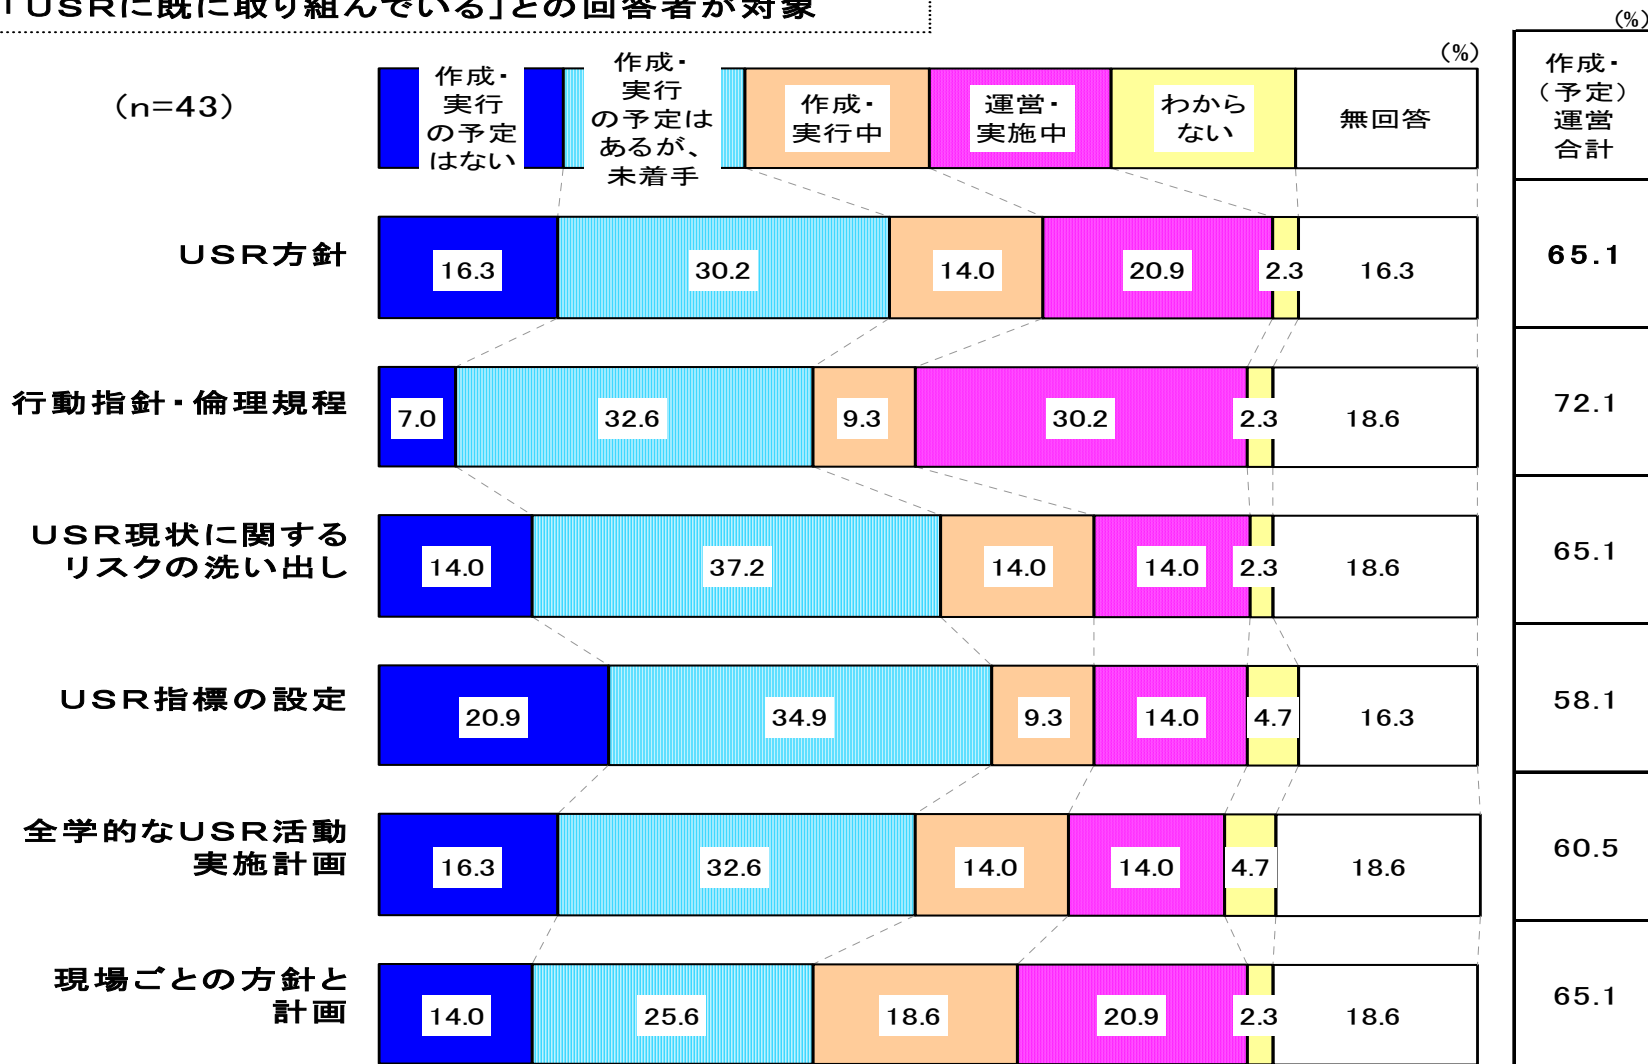 「USRに既に取り組んでいる」との回答者が対象
(%)
(%)
（n=43）
作成・
実行
の予定
はない
作成・
実行
の予定は
あるが、
未着手
作成・
実行中
運営・
実施中
わから
ない
無回答
作成・
（予定）
運営
合計
USR方針
16.3 30.2 14.0 20.9 2.3 16.3 65.1
行動指針・倫理規程
7.0 32.6 9.3 30.2 2.3 18.6 72.1
USR現状に関する
リスクの洗い出し
14.0 37.2 14.0 14.0 2.3 18.6 65.1
USR指標の設定
20.9 34.9 9.3 14.0 4.7 16.3 58.1
全学的なUSR活動
実施計画
16.3 32.6 14.0 14.0 4.7 18.6 60.5
現場ごとの方針と
計画
14.0 25.6 18.6 20.9 2.3 18.6 65.1